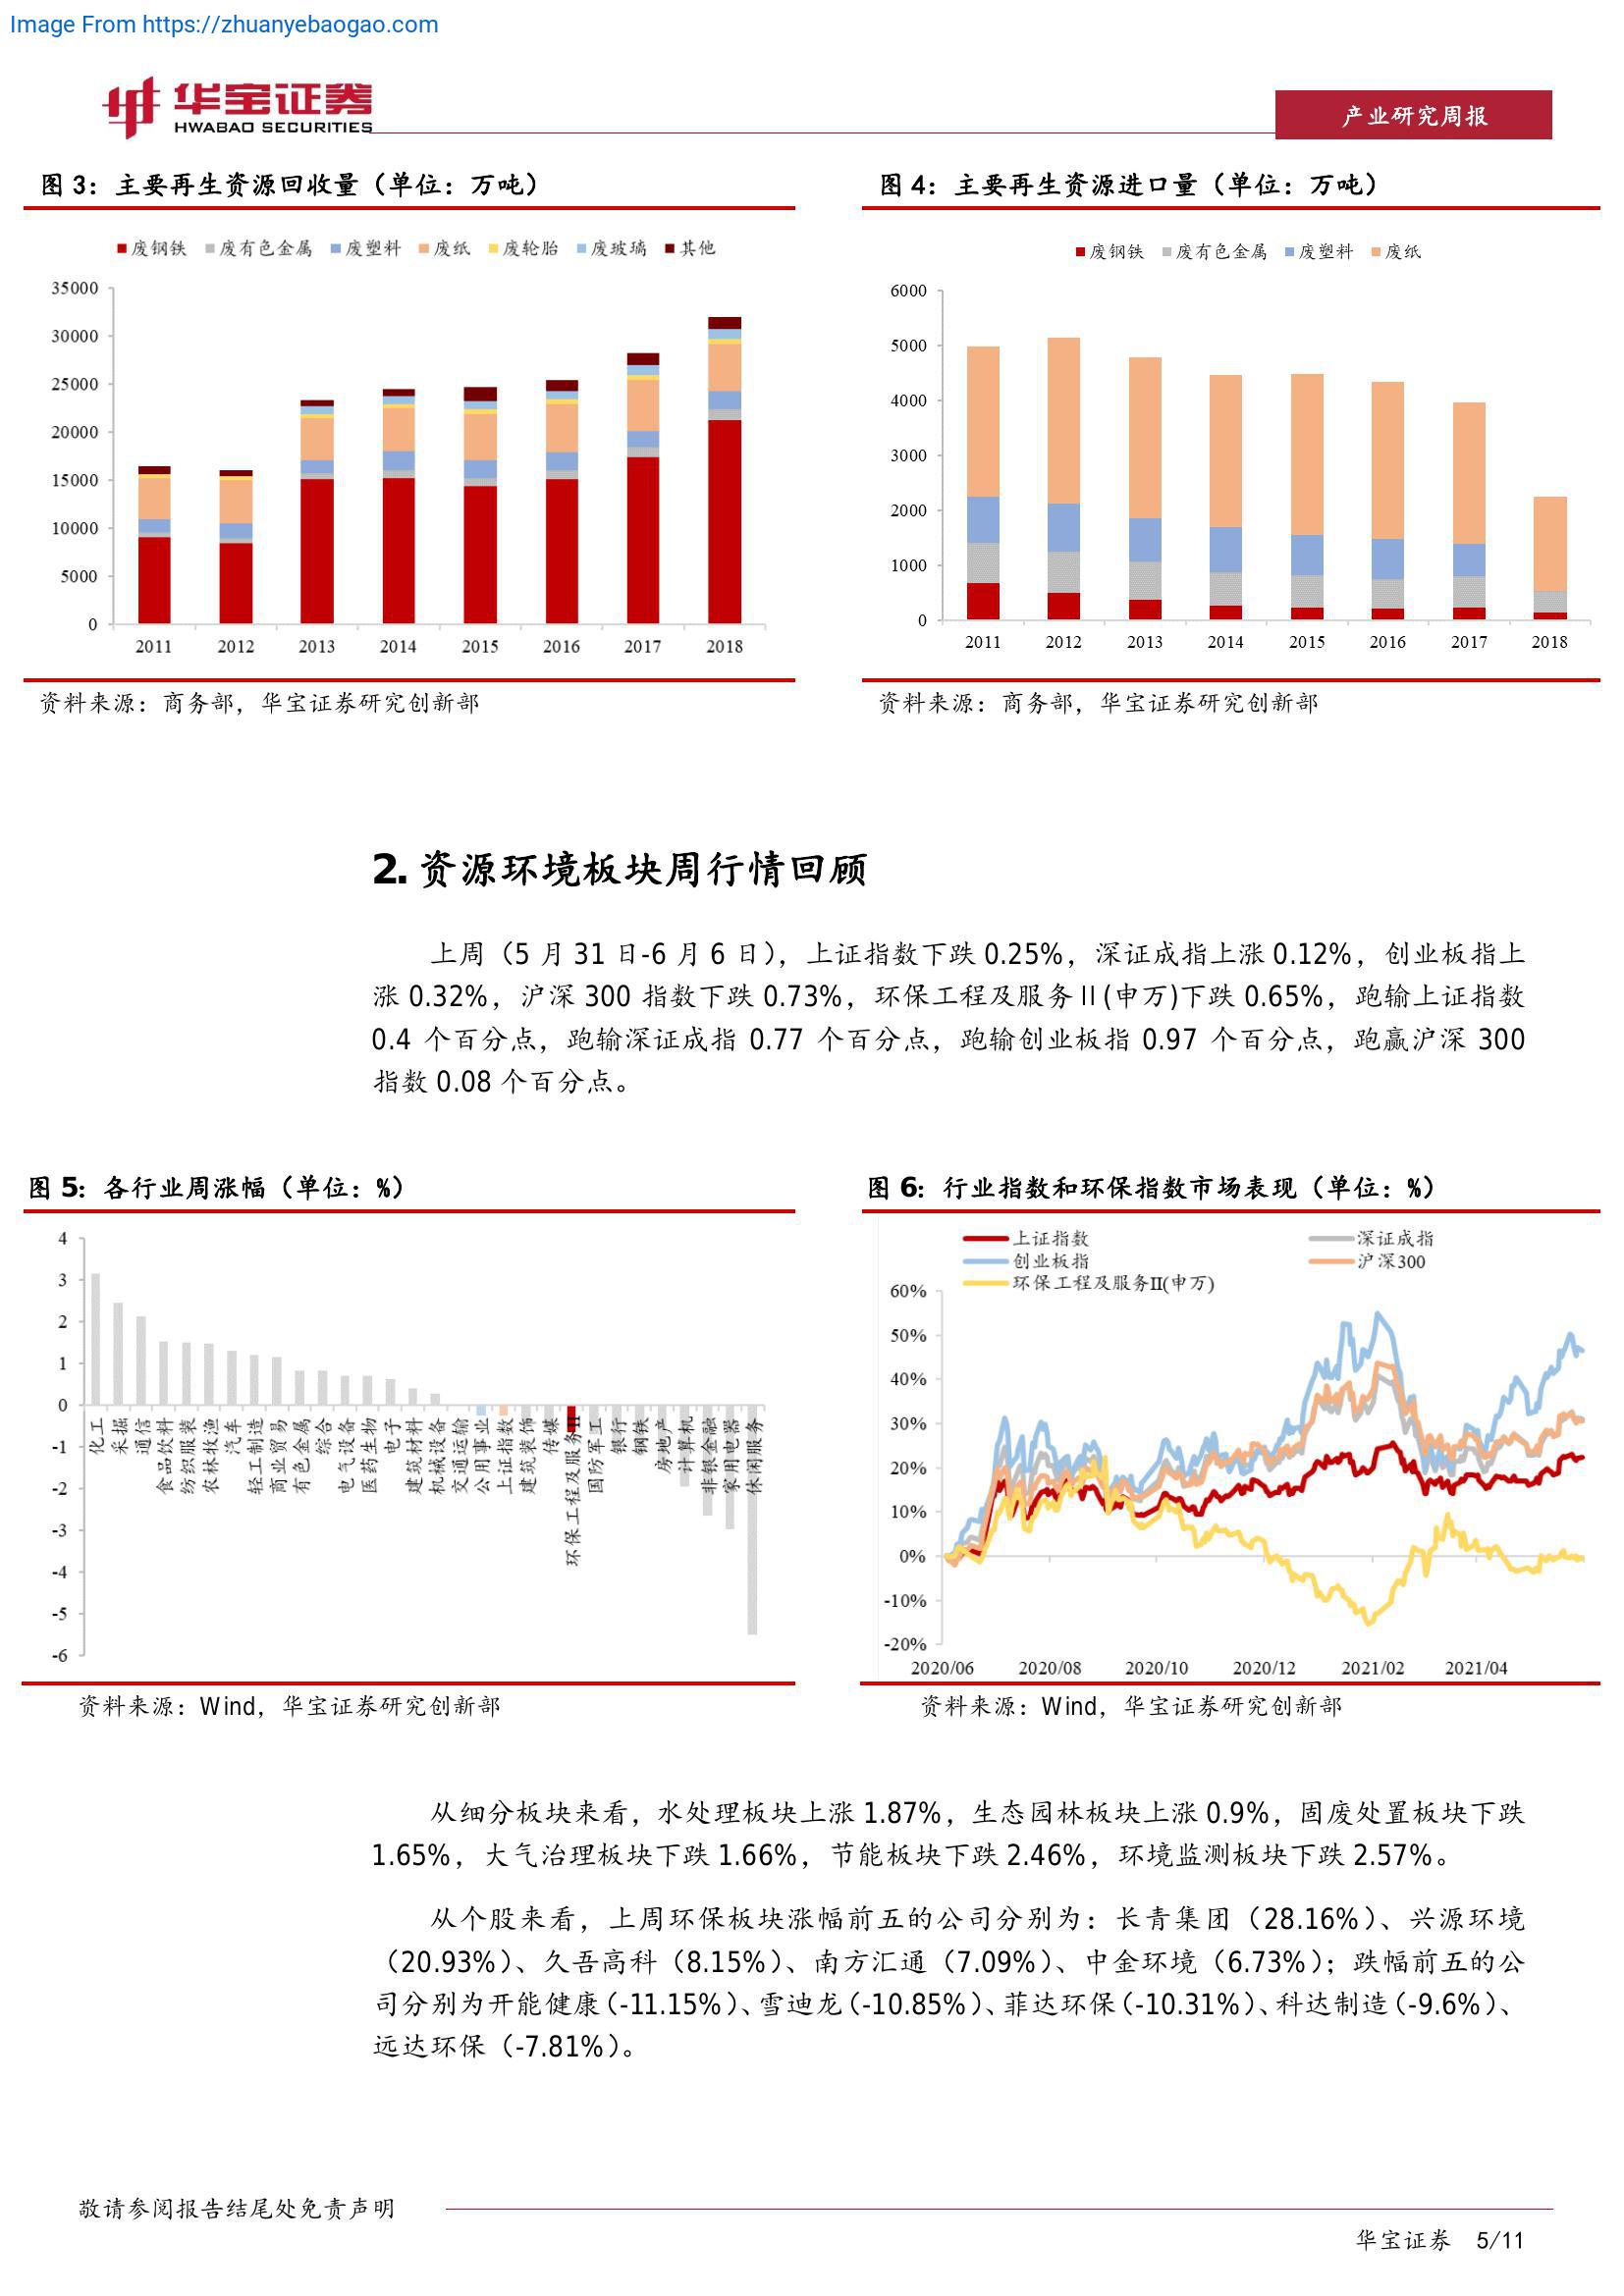 Image From https://zhuanyebaogao.com
华宝证券
HWABAO SECURITIES
产业研究周报
图 3：主要再生资源回收量（单位：万吨）
废钢铁 废有色金属 废塑料 废纸 废轮胎 废玻璃 其他
35000
30000
25000
20000
15000
10000
5000
0
2011 2012 2013 2014 2015 2016 2017 2018
资料来源：商务部，华宝证券研究创新部
图 4：主要再生资源进口量（单位：万吨）
废钢铁 废有色金属 废塑料 废纸
6000
5000
4000
3000
2000
1000
0
2011 2012 2013 2014 2015 2016 2017 2018
资料来源：商务部，华宝证券研究创新部
2. 资源环境板块周行情回顾
上周（5 月 31 日-6 月 6 日），上证指数下跌 0.25%，深证成指上涨 0.12%，创业板指上
涨 0.32%，沪深 300 指数下跌 0.73%，环保工程及服务Ⅱ(申万)下跌 0.65%，跑输上证指数
0.4 个百分点，跑输深证成指 0.77 个百分点，跑输创业板指 0.97 个百分点，跑赢沪深 300
指数 0.08 个百分点。
图 5：各行业周涨幅（单位：%）
4
3
2
1
0
-1
-2
-3
-4
-5
-6
化工
采掘
通信
食品饮料
纺织服装
农林牧渔
汽车
轻工制造
商业贸易
有色金属
综合
电气设备
医药生物
电子
建筑材料
机械设备
交通运输
公用事业
上证指数
建筑装饰
传媒
环保工程及服务II
国防军工
银行
钢铁
房地产
计算机
非银金融
家用电器
休闲服务
资料来源：Wind，华宝证券研究创新部
图 6：行业指数和环保指数市场表现（单位：%）
上证指数 深证成指
创业板指 沪深300
环保工程及服务II(申万)
60%
50%
40%
30%
20%
10%
0%
-10%
-20%
2020/06 2020/08 2020/10 2020/12 2021/02 2021/04
资料来源：Wind，华宝证券研究创新部
从细分板块来看，水处理板块上涨 1.87%，生态园林板块上涨 0.9%，固废处置板块下跌
1.65%，大气治理板块下跌 1.66%，节能板块下跌 2.46%，环境监测板块下跌 2.57%。
从个股来看，上周环保板块涨幅前五的公司分别为：长青集团（28.16%）、兴源环境
（20.93%）、久吾高科（8.15%）、南方汇通（7.09%）、中金环境（6.73%）；跌幅前五的公
司分别为开能健康（-11.15%）、雪迪龙（-10.85%）、菲达环保（-10.31%）、科达制造（-9.6%）、
远达环保（-7.81%）。
敬请参阅报告结尾处免责声明
华宝证券 5/11